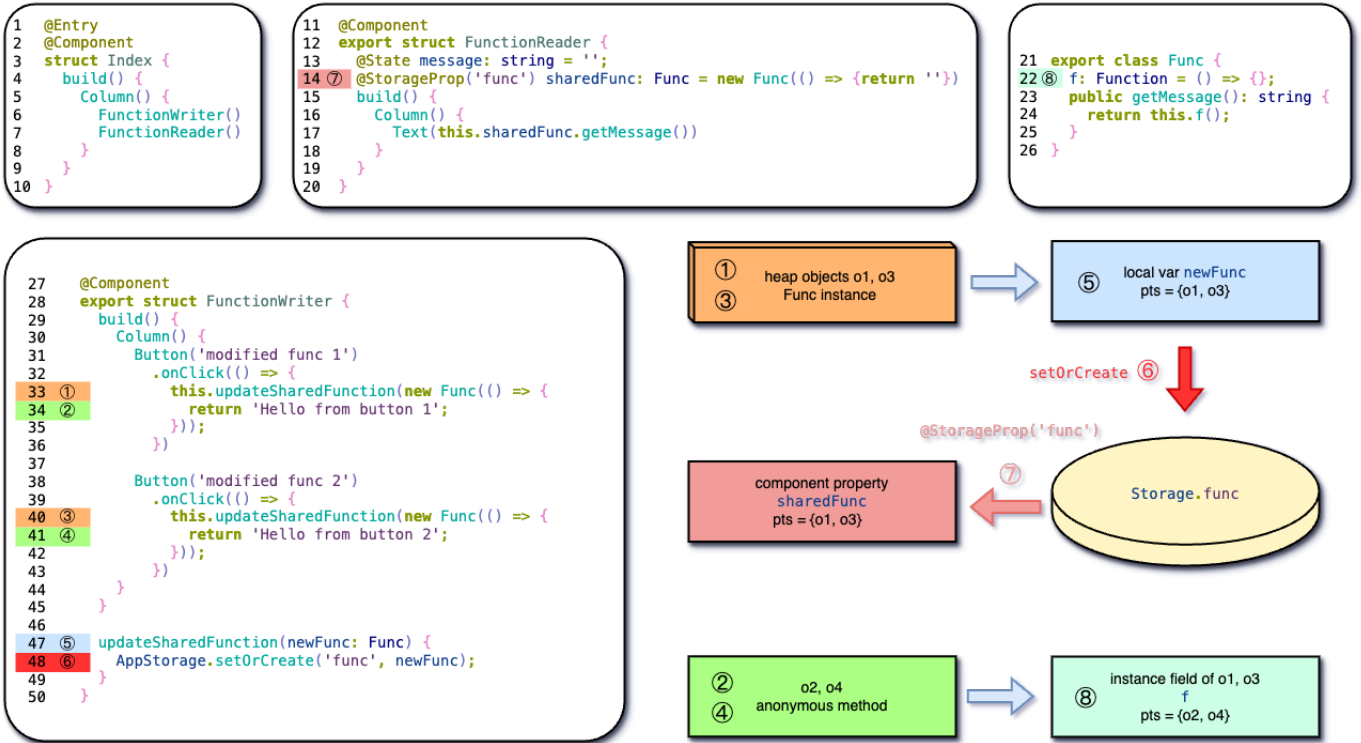 1 @Entry
2 @Component
3 struct Index {
4 build() {
5 Column() {
6 FunctionWriter()
7 FunctionReader()
8 }
9 }
10 }
11 @Component
12 export struct FunctionReader {
13 @State message: string = '';
14 ⑦ @StorageProp('func') sharedFunc: Func = new Func(() => {return ''})
15 build() {
16 Column() {
17 Text(this.sharedFunc.getMessage())
18 }
19 }
20 }
21 export class Func {
22 ⑧ f: Function = () => {};
23 public getMessage(): string {
24 return this.f();
25 }
26 }
27 @Component
28 export struct FunctionWriter {
29 build() {
30 Column() {
31 Button('modified func 1')
32 .onClick(() => {
33 ① this.updateSharedFunction(new Func(() => {
34 ② return 'Hello from button 1';
35 }));
36 })
37
38 Button('modified func 2')
39 .onClick(() => {
40 ③ this.updateSharedFunction(new Func(() => {
41 ④ return 'Hello from button 2';
42 }));
43 })
44 }
45 }
46
47 ⑤ updateSharedFunction(newFunc: Func) {
48 ⑥ AppStorage.setOrCreate('func', newFunc);
49 }
50 }
①
③
heap objects o1, o3
Func instance
⑤
local var newFunc
pts = {o1, o3}
setOrCreate ⑥
@StorageProp('func')
⑦
component property
sharedFunc
pts = {o1, o3}
Storage.func
②
④
o2, o4
anonymous method
⑧
instance field of o1, o3
f
pts = {o2, o4}